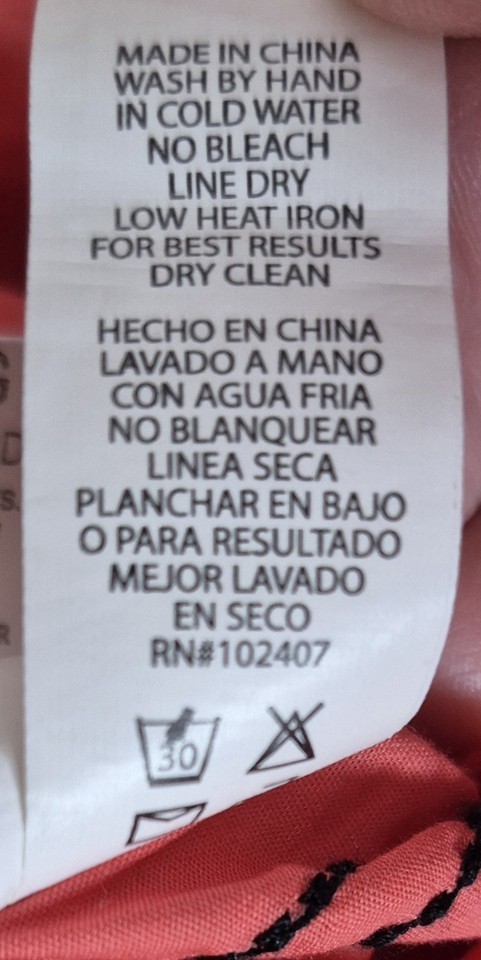 MADE IN CHINA
WASH BY HAND
IN COLD WATER
NO BLEACH
LINE DRY
LOW HEAT IRON
FOR BEST RESULTS
DRY CLEAN
HECHO EN CHINA
LAVADO A MANO
CON AGUA FRIA
NO BLANQUEAR
LINEA SECA
PLANCHAR EN BAJO
O PARA RESULTADO
MEJOR LAVADO
EN SECO
RN#102407
30